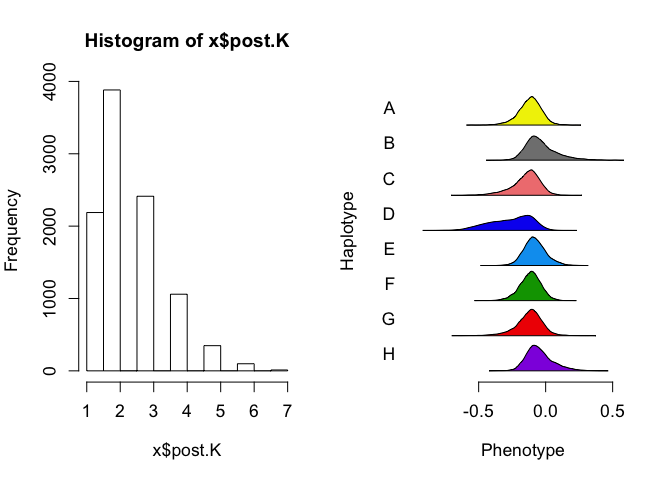 Histogram of x$post.K
Frequency
0
1000
2000
3000
4000
1 2 3 4 5 6 7
x$post.K
Haplotype
A
B
C
D
E
F
G
H
-0.5 0.0 0.5
Phenotype